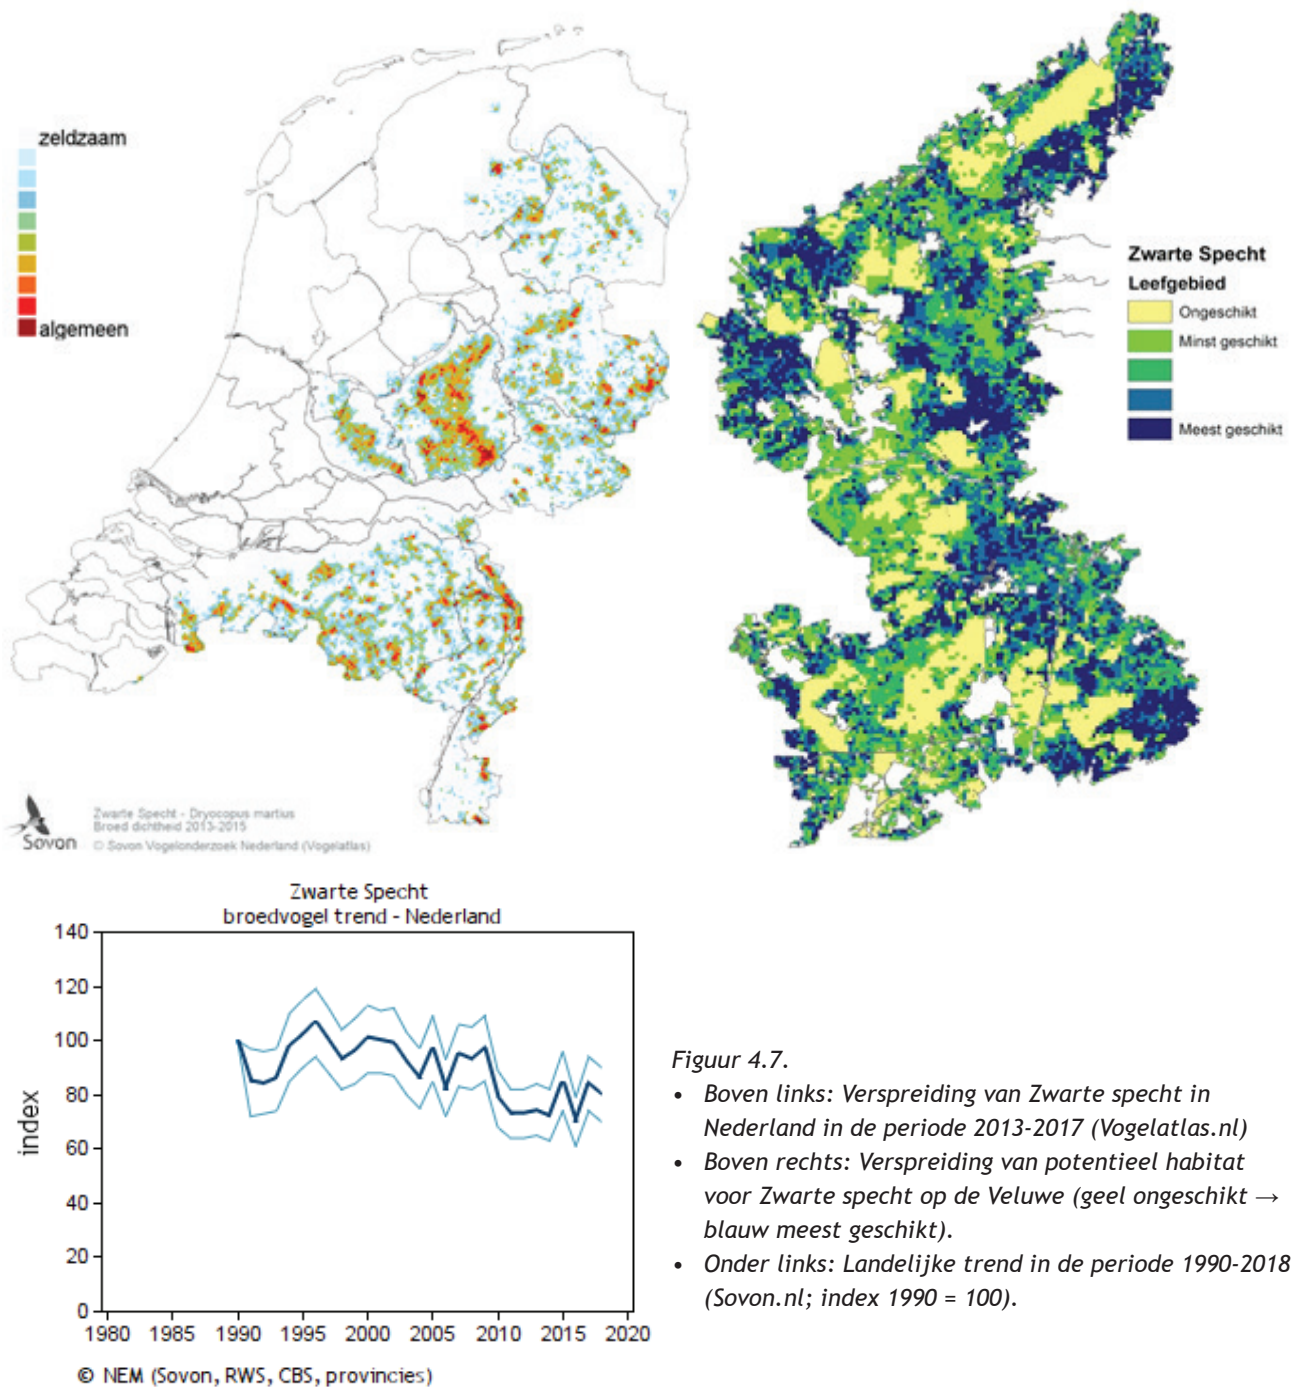 zeldzaam
algemeen
Sovon
Zwarte Specht - Dryocopus martius
Broed dichtheid 2013-2015
© Sovon Vogelonderzoek Nederland (Vogelatlas)
Zwarte Specht
Leefgebied
Ongeschikt
Minst geschikt
Meest geschikt
Zwarte Specht
broedvogel trend - Nederland
index
140
120
100
80
60
40
20
0
1980 1985 1990 1995 2000 2005 2010 2015 2020
© NEM (Sovon, RWS, CBS, provincies)
Figuur 4.7.
• Boven links: Verspreiding van Zwarte specht in
Nederland in de periode 2013-2017 (Vogelatlas.nl)
• Boven rechts: Verspreiding van potentieel habitat
voor Zwarte specht op de Veluwe (geel ongeschikt →
blauw meest geschikt).
• Onder links: Landelijke trend in de periode 1990-2018
(Sovon.nl; index 1990 = 100).